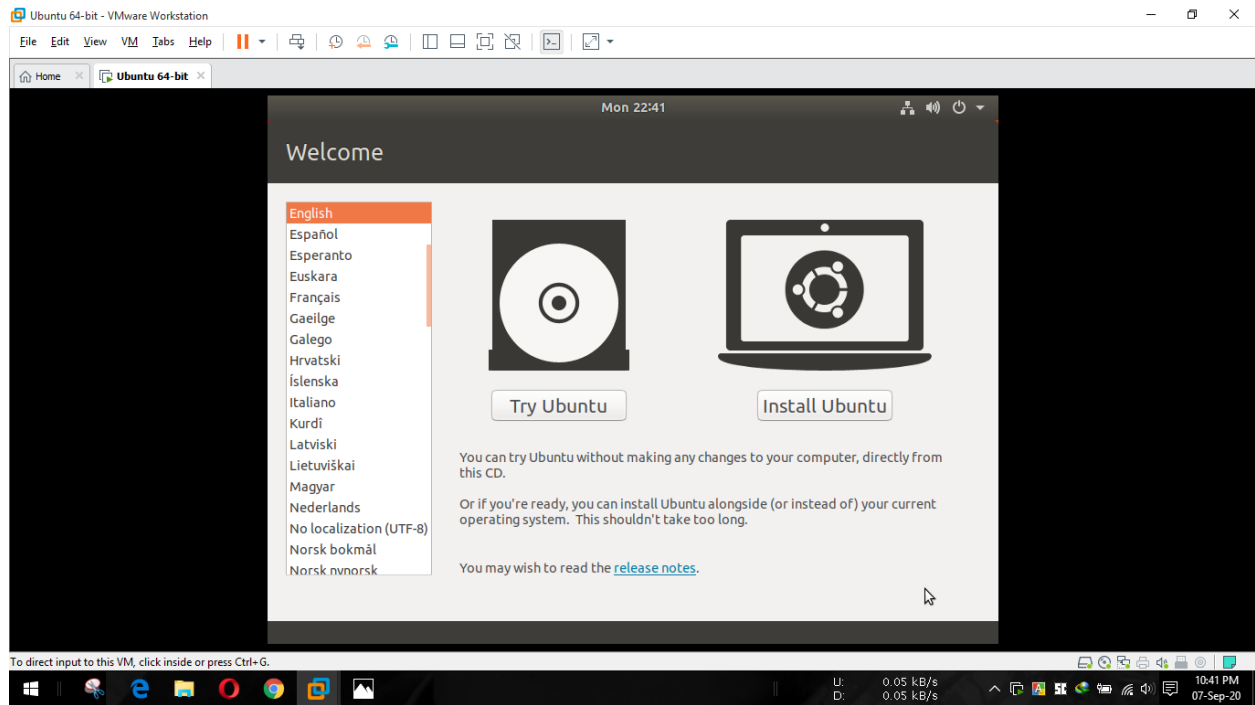 Ubuntu 64-bit - VMware Workstation
File Edit View VM Tabs Help
Home
Ubuntu 64-bit
Mon 22:41
Welcome
English
Español
Esperanto
Euskara
Français
Gaeilge
Galego
Hrvatski
Íslenska
Italiano
Kurdî
Latviski
Lietuviškai
Magyar
Nederlands
No localization (UTF-8)
Norsk bokmål
Norsk nynorsk
Try Ubuntu
Install Ubuntu
You can try Ubuntu without making any changes to your computer, directly from
this CD.
Or if you're ready, you can install Ubuntu alongside (or instead of) your current
operating system. This shouldn't take too long.
You may wish to read the release notes.
To direct input to this VM, click inside or press Ctrl+G.
U: 0.05 kB/s
D: 0.05 kB/s
10:41 PM
07-Sep-20